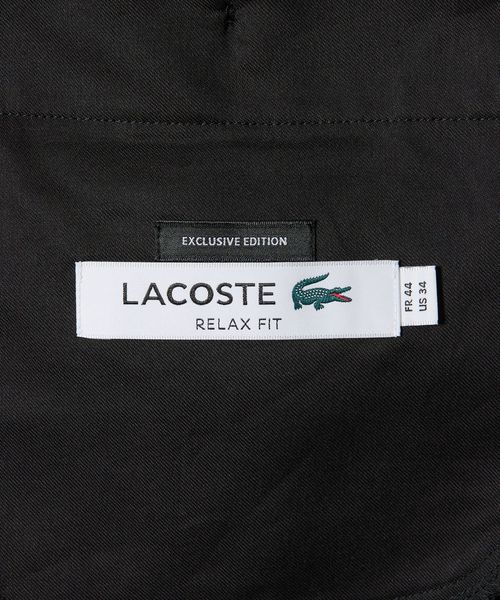 EXCLUSIVE EDITION
LACOSTE
RELAX FIT
FR 44
US 34